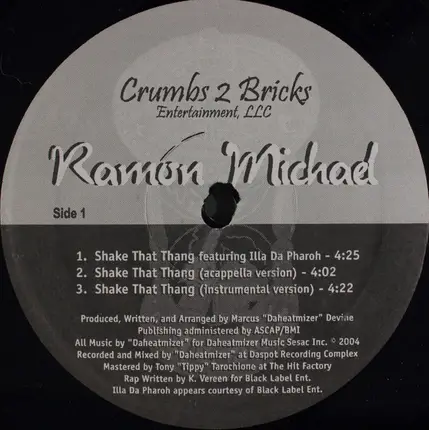 Crumbs 2 Bricks
Entertainment, LLC
Ramón Michael
Side 1
1. Shake That Thang featuring Illa Da Pharoh - 4:25
2. Shake That Thang (acappella version) - 4:02
3. Shake That Thang (instrumental version) - 4:22
Produced, Written, and Arranged by Marcus "Daheatmizer" Devine
Publishing administered by ASCAP/BMI
All Music by "Daheatmizer" for Daheatmizer Music Sesac Inc. © 2004
Recorded and Mixed by "Daheatmizer" at Daspot Recording Complex
Mastered by Tony "Tippy" Tarochione at The Hit Factory
Rap Written by K. Vereen for Black Label Ent.
Illa Da Pharoh appears courtesy of Black Label Ent.